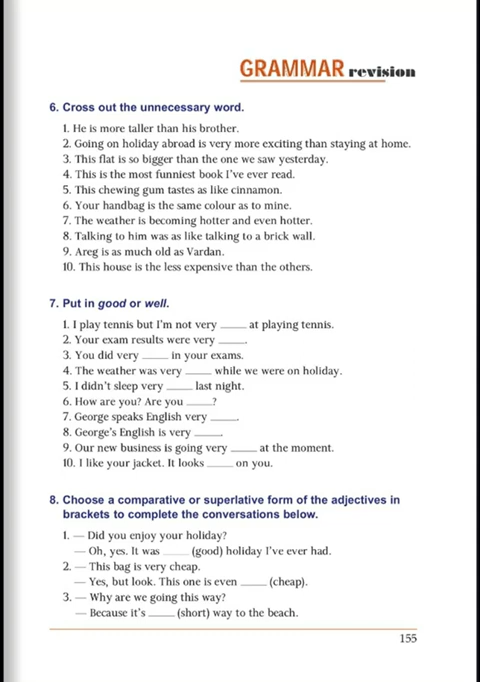 GRAMMAR revision
6. Cross out the unnecessary word.
1. He is more taller than his brother.
2. Going on holiday abroad is very more exciting than staying at home.
3. This flat is so bigger than the one we saw yesterday.
4. This is the most funniest book I've ever read.
5. This chewing gum tastes as like cinnamon.
6. Your handbag is the same colour as to mine.
7. The weather is becoming hotter and even hotter.
8. Talking to him was as like talking to a brick wall.
9. Areg is as much old as Vardan.
10. This house is the less expensive than the others.
7. Put in good or well.
1. I play tennis but I'm not very ____ at playing tennis.
2. Your exam results were very ____.
3. You did very ____ in your exams.
4. The weather was very ____ while we were on holiday.
5. I didn't sleep very ____ last night.
6. How are you? Are you ____?
7. George speaks English very ____.
8. George's English is very ____.
9. Our new business is going very ____ at the moment.
10. I like your jacket. It looks ____ on you.
8. Choose a comparative or superlative form of the adjectives in
brackets to complete the conversations below.
1. — Did you enjoy your holiday?
— Oh, yes. It was ____ (good) holiday I've ever had.
2. — This bag is very cheap.
— Yes, but look. This one is even ____ (cheap).
3. — Why are we going this way?
— Because it's ____ (short) way to the beach.
155